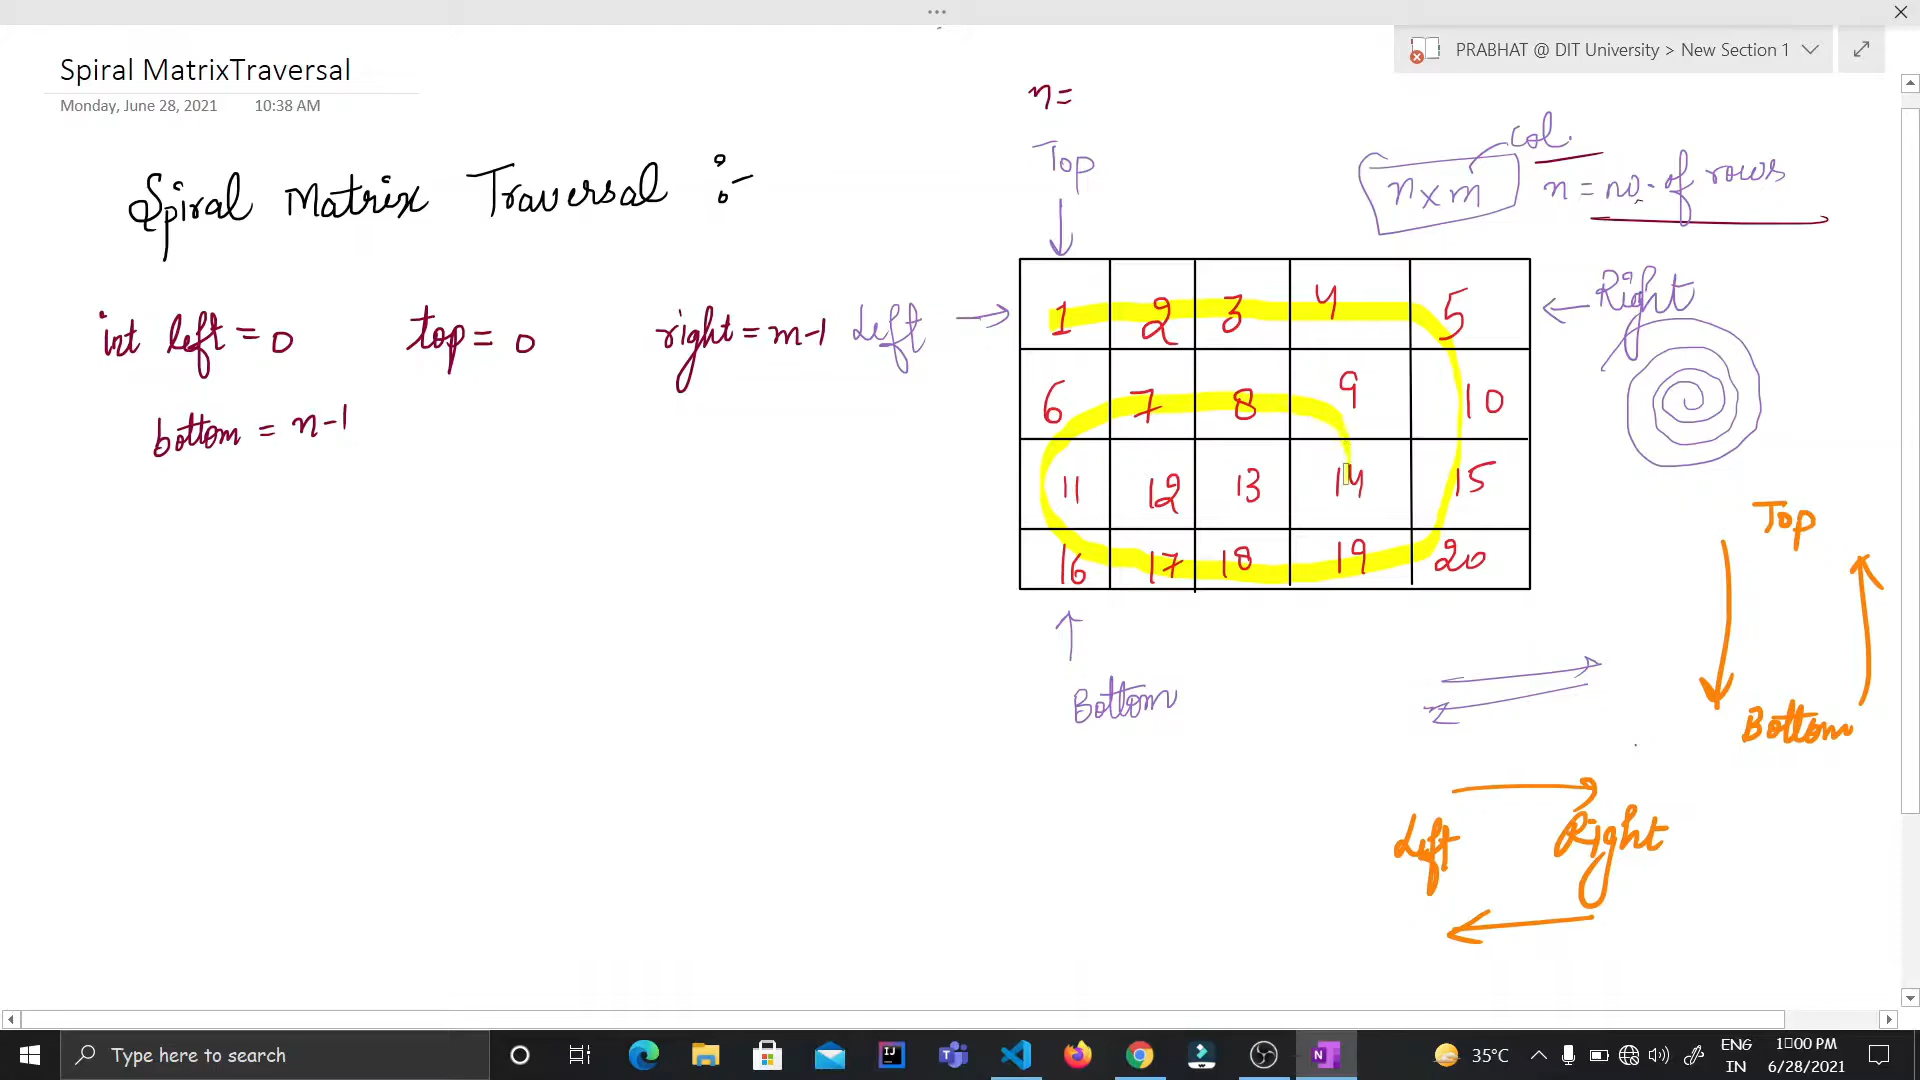 PRABHAT @ DIT University > New Section 1
Spiral MatrixTraversal
Monday, June 28, 2021 10:38 AM
n=
Top
col.
n x m
n = no. of rows
Spiral Matrix Traversal :-
int left = 0 top = 0 right = m-1
bottom = n-1
Left
Right
1 2 3 4 5
6 7 8 9 10
11 12 13 14 15
16 17 18 19 20
Bottom
Top
Bottom
Left Right
Type here to search
35°C
ENG
IN
1:00 PM
6/28/2021